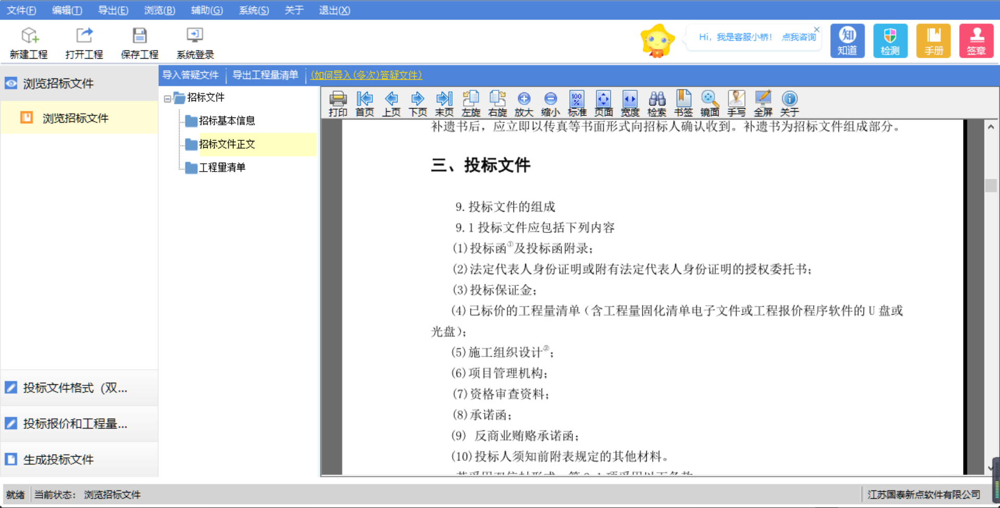 文件(F) 编辑(T) 导出(E) 浏览(B) 辅助(G) 系统(S) 关于 退出(X)
新建工程 打开工程 保存工程 系统登录
Hi，我是客服小桥！ 点我咨询
知 知道 检测 手册 签章
浏览招标文件
浏览招标文件
投标文件格式（双...
投标报价和工程量...
生成投标文件
导入答疑文件 导出工程量清单 (如何导入(多次)答疑文件)
招标文件
招标基本信息
招标文件正文
工程量清单
100 %
打印 首页 上页 下页 末页 左旋 右旋 放大 缩小 标准 页面 宽度 检索 书签 镜面 手写 全屏 关于
补遗书后，应立即以传真等书面形式向招标人确认收到。补遗书为招标文件组成部分。
三、投标文件
9.投标文件的组成
9.1 投标文件应包括下列内容
(1)投标函①及投标函附录；
(2)法定代表人身份证明或附有法定代表人身份证明的授权委托书；
(3)投标保证金；
(4)已标价的工程量清单（含工程量固化清单电子文件或工程报价程序软件的 U 盘或
光盘）；
(5)施工组织设计②；
(6)项目管理机构；
(7)资格审查资料；
(8)承诺函；
(9) 反商业贿赂承诺函；
(10)投标人须知前附表规定的其他材料。
就绪 当前状态： 浏览招标文件
江苏国泰新点软件有限公司